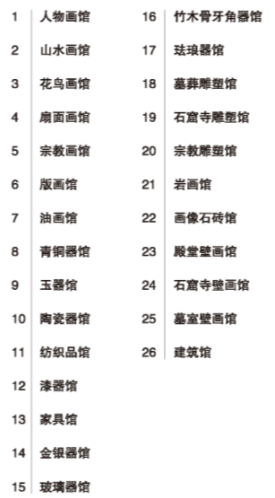 1 人物画馆
2 山水画馆
3 花鸟画馆
4 扇面画馆
5 宗教画馆
6 版画馆
7 油画馆
8 青铜器馆
9 玉器馆
10 陶瓷器馆
11 纺织品馆
12 漆器馆
13 家具馆
14 金银器馆
15 玻璃器馆
16 竹木骨牙角器馆
17 珐琅器馆
18 墓葬雕塑馆
19 石窟寺雕塑馆
20 宗教雕塑馆
21 岩画馆
22 画像石砖馆
23 殿堂壁画馆
24 石窟寺壁画馆
25 墓室壁画馆
26 建筑馆